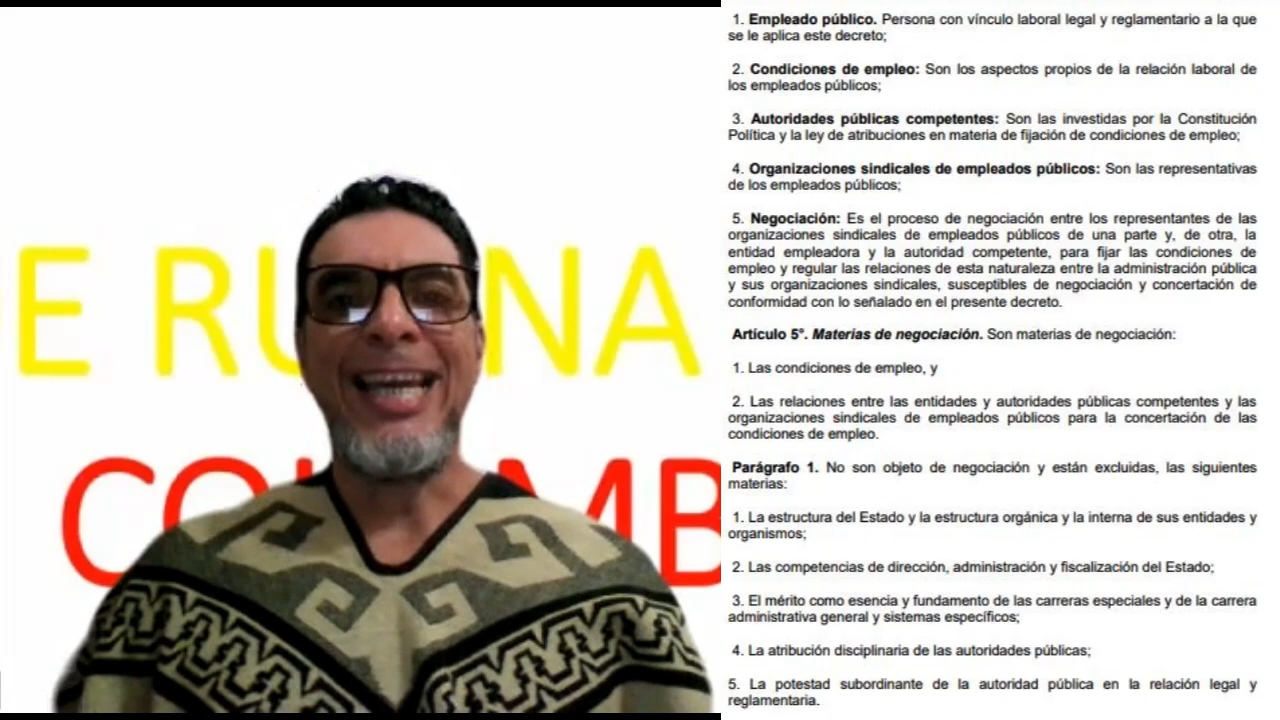 E RU NA
CO MB
1. Empleado público. Persona con vínculo laboral legal y reglamentario a la que
se le aplica este decreto;
2. Condiciones de empleo: Son los aspectos propios de la relación laboral de
los empleados públicos;
3. Autoridades públicas competentes: Son las investidas por la Constitución
Política y la ley de atribuciones en materia de fijación de condiciones de empleo;
4. Organizaciones sindicales de empleados públicos: Son las representativas
de los empleados públicos;
5. Negociación: Es el proceso de negociación entre los representantes de las
organizaciones sindicales de empleados públicos de una parte y, de otra, la
entidad empleadora y la autoridad competente, para fijar las condiciones de
empleo y regular las relaciones de esta naturaleza entre la administración pública
y sus organizaciones sindicales, susceptibles de negociación y concertación de
conformidad con lo señalado en el presente decreto.
Artículo 5°. Materias de negociación. Son materias de negociación:
1. Las condiciones de empleo, y
2. Las relaciones entre las entidades y autoridades públicas competentes y las
organizaciones sindicales de empleados públicos para la concertación de las
condiciones de empleo.
Parágrafo 1. No son objeto de negociación y están excluidas, las siguientes
materias:
1. La estructura del Estado y la estructura orgánica y la interna de sus entidades y
organismos;
2. Las competencias de dirección, administración y fiscalización del Estado;
3. El mérito como esencia y fundamento de las carreras especiales y de la carrera
administrativa general y sistemas específicos;
4. La atribución disciplinaria de las autoridades públicas;
5. La potestad subordinante de la autoridad pública en la relación legal y
reglamentaria.